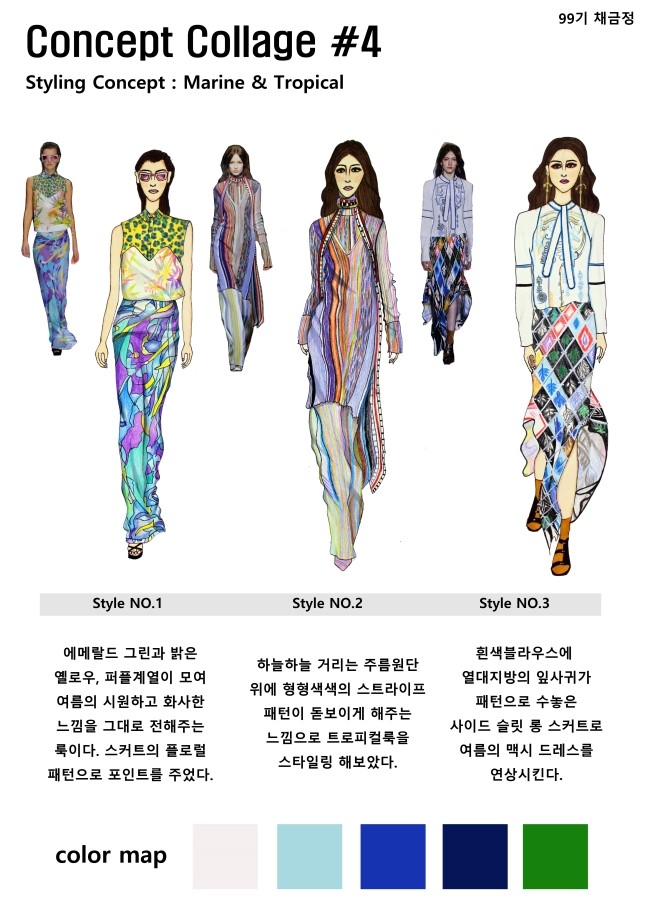 99기 채금정
Concept Collage #4
Styling Concept : Marine & Tropical
Style NO.1
Style NO.2
Style NO.3
에메랄드 그린과 밝은
옐로우, 퍼플계열이 모여
여름의 시원하고 화사한
느낌을 그대로 전해주는
룩이다. 스커트의 플로럴
패턴으로 포인트를 주었다.
하늘하늘 거리는 주름원단
위에 형형색색의 스트라이프
패턴이 돋보이게 해주는
느낌으로 트로피컬룩을
스타일링 해보았다.
흰색블라우스에
열대지방의 잎사귀가
패턴으로 수놓은
사이드 슬릿 롱 스커트로
여름의 맥시 드레스를
연상시킨다.
color map